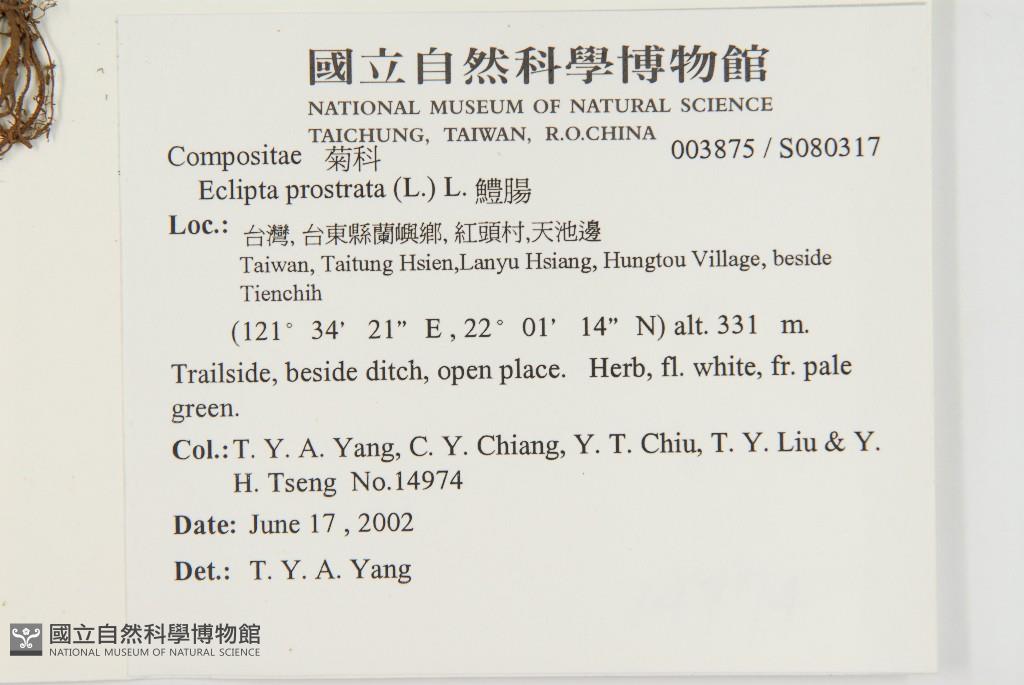 國立自然科學博物館
NATIONAL MUSEUM OF NATURAL SCIENCE
TAICHUNG, TAIWAN, R.O.CHINA
003875 / S080317
Compositae 菊科
Eclipta prostrata (L.) L. 鱧腸
Loc.: 台灣, 台東縣蘭嶼鄉, 紅頭村,天池邊
Taiwan, Taitung Hsien,Lanyu Hsiang, Hungtou Village, beside
Tienchih
(121° 34' 21” E , 22° 01' 14” N) alt. 331 m.
Trailside, beside ditch, open place. Herb, fl. white, fr. pale
green.
Col.: T. Y. A. Yang, C. Y. Chiang, Y. T. Chiu, T. Y. Liu & Y.
H. Tseng No.14974
Date: June 17 , 2002
Det.: T. Y. A. Yang
國立自然科學博物館
NATIONAL MUSEUM OF NATURAL SCIENCE